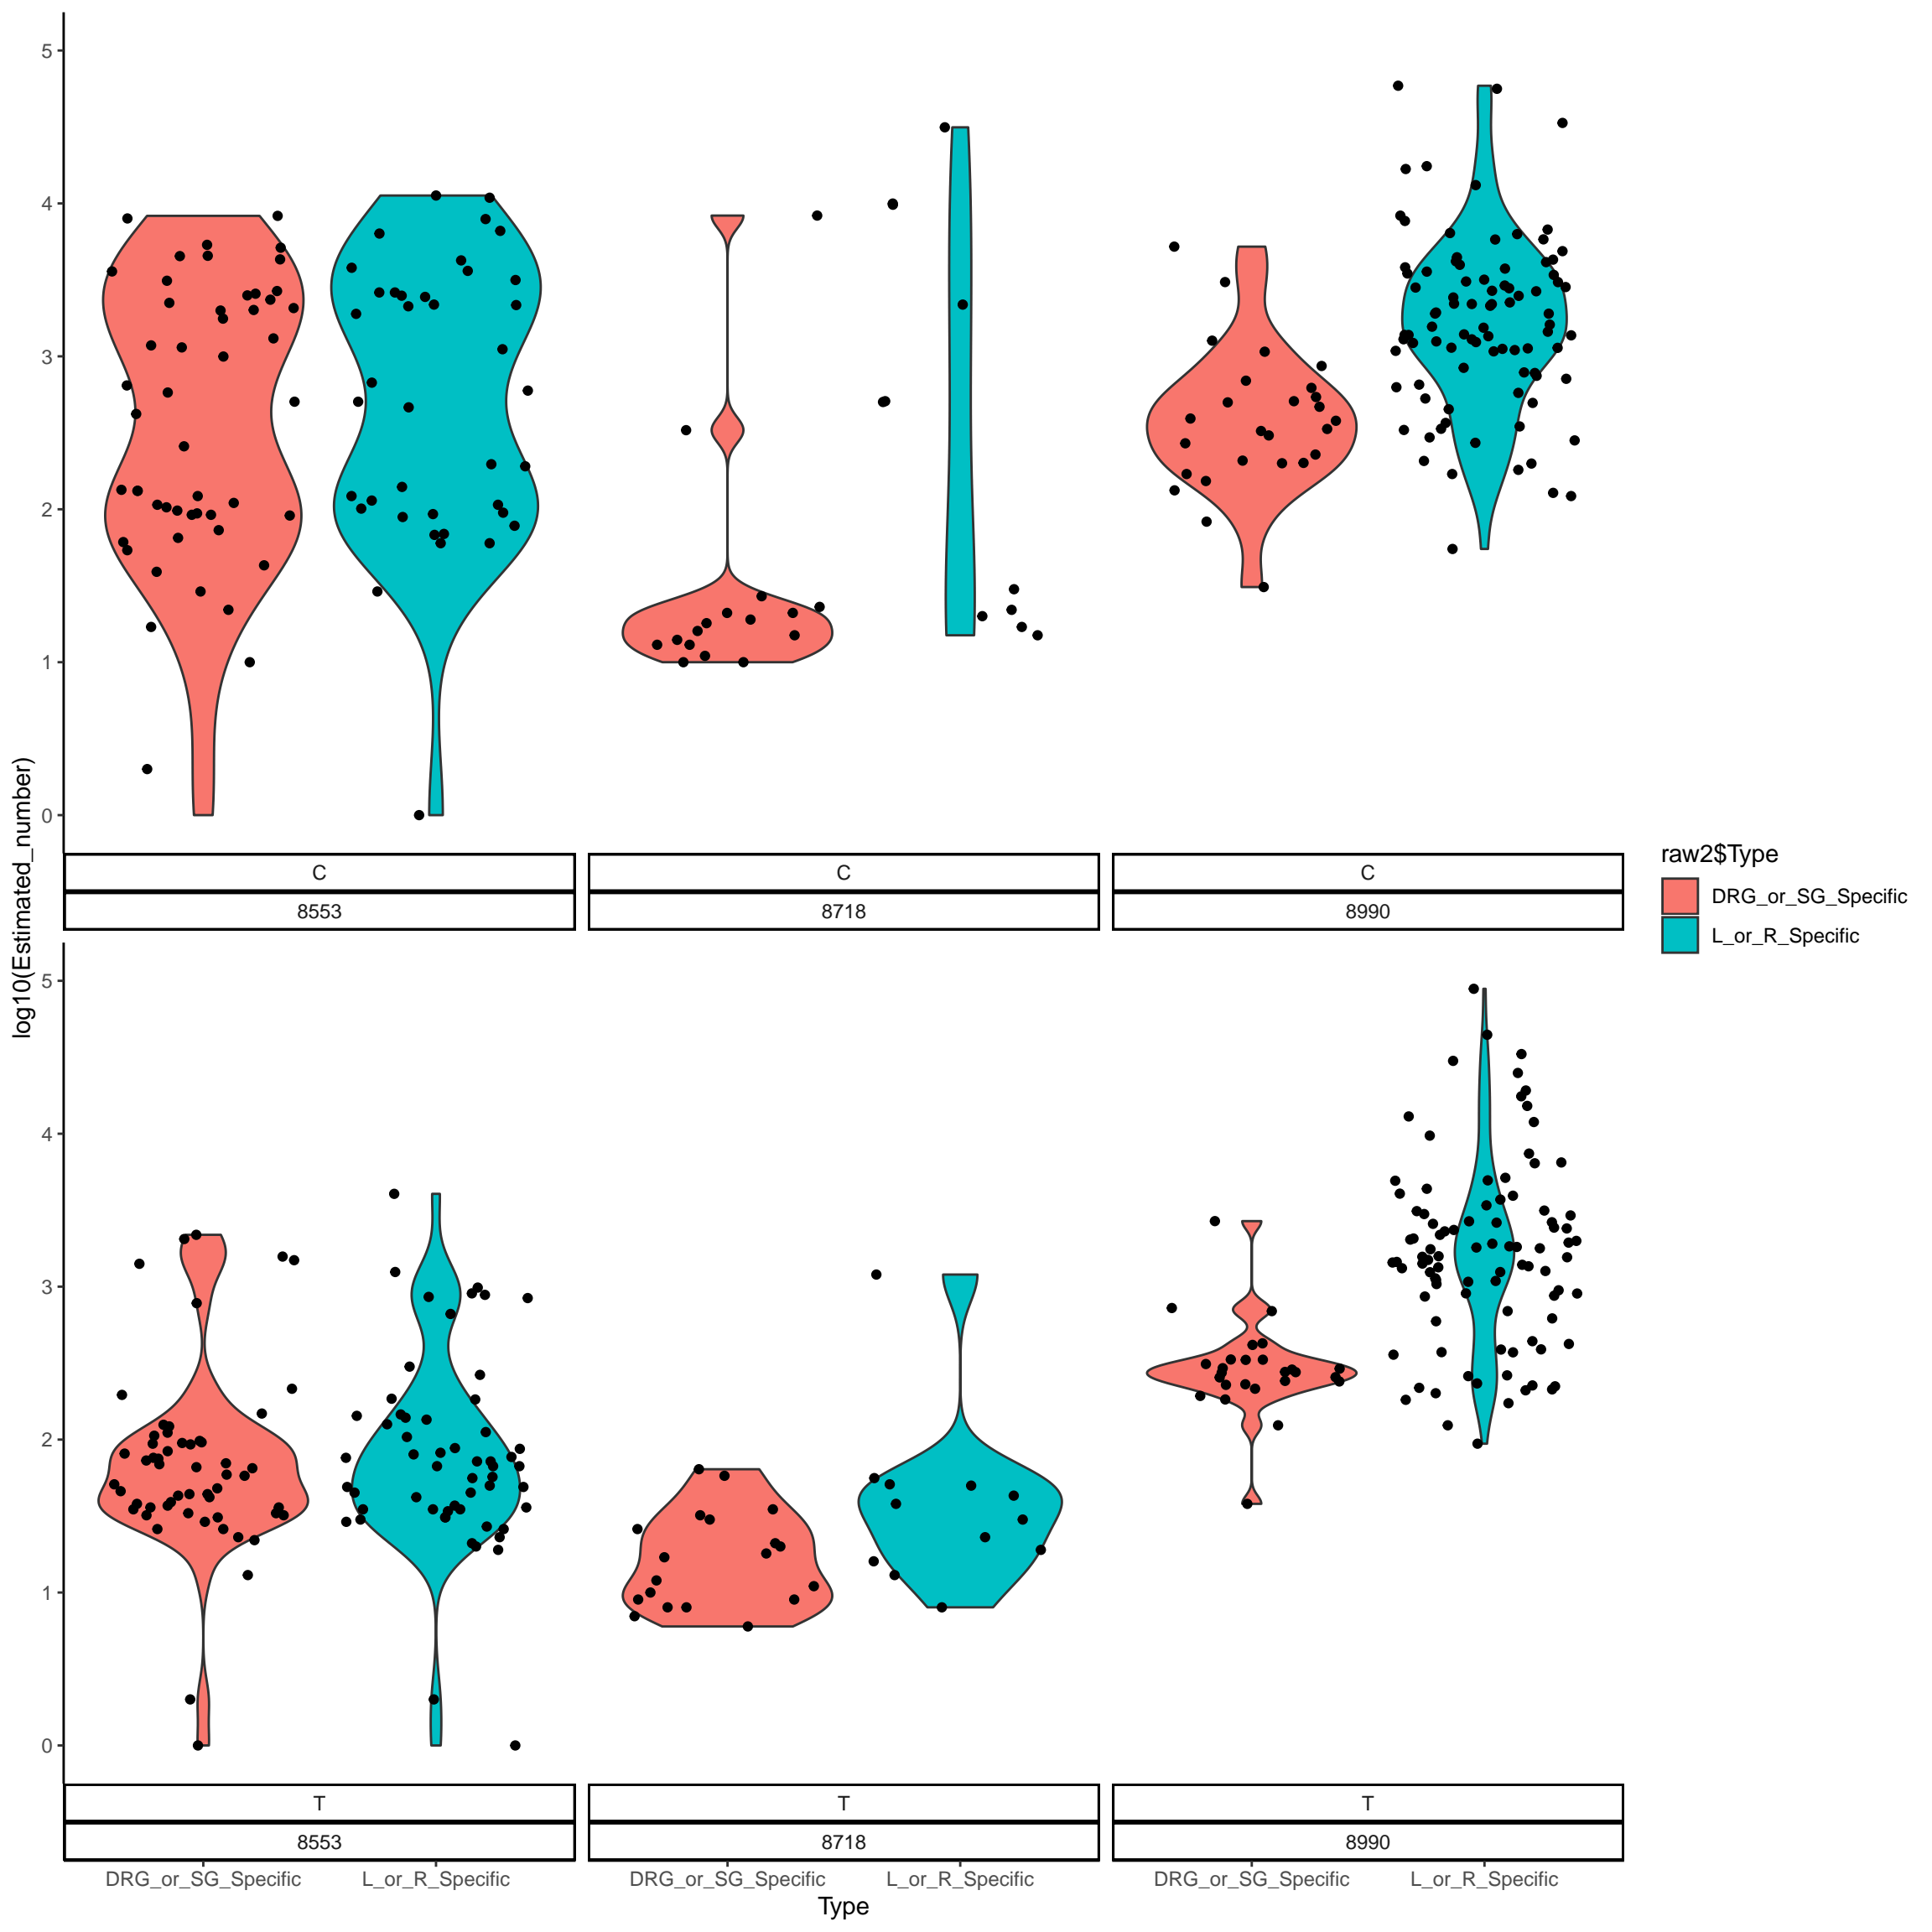 5
4
3
2
1
0
C
C
C
8553
8718
8990
log10(Estimated_number)
raw2$Type
DRG_or_SG_Specific
L_or_R_Specific
5
4
3
2
1
0
T
T
T
8553
8718
8990
DRG_or_SG_Specific
L_or_R_Specific
DRG_or_SG_Specific
L_or_R_Specific
DRG_or_SG_Specific
L_or_R_Specific
Type